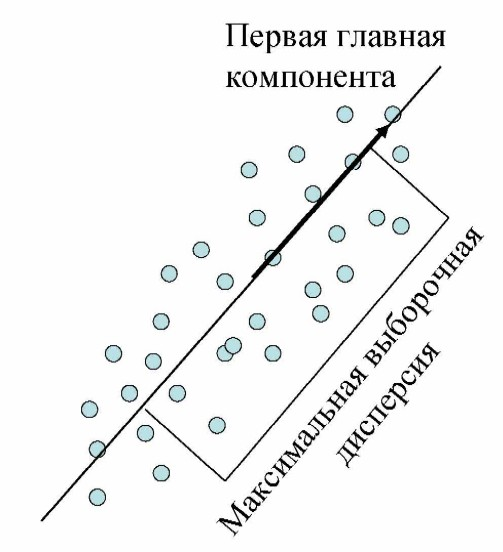 Первая главная
компонента
Максимальная выборочная
дисперсия